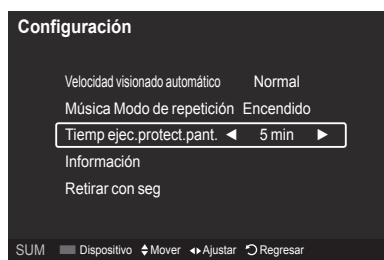 Configuración
Velocidad visionado automático Normal
Música Modo de repetición Encendido
Tiemp ejec.protect.pant. ◀ 5 min ▶
Información
Retirar con seg
SUM Dispositivo Mover Ajustar Regresar